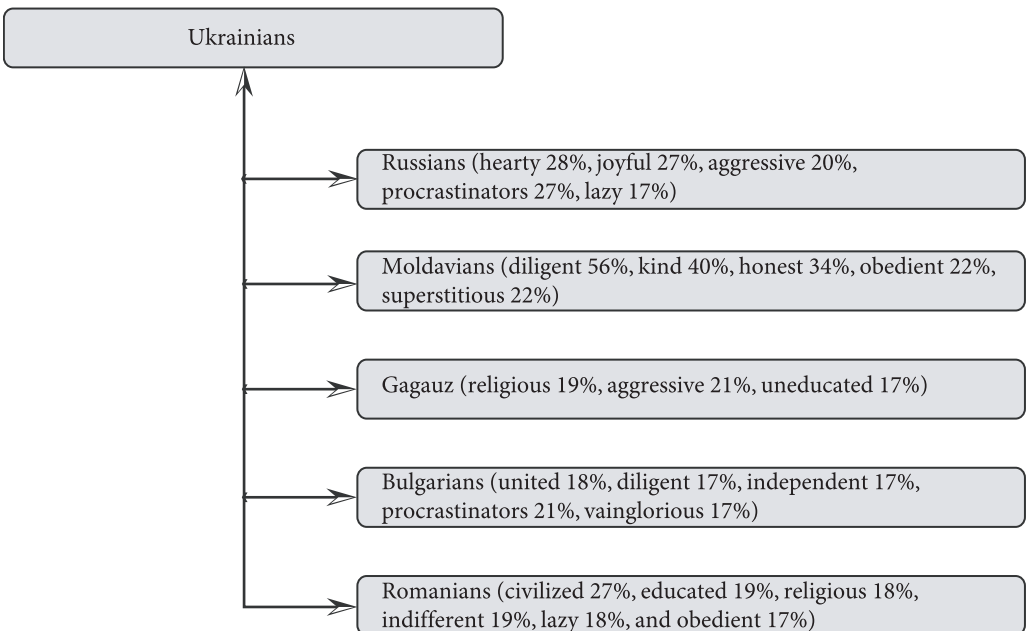 Ukrainians
Russians (hearty 28%, joyful 27%, aggressive 20%,
procrastinators 27%, lazy 17%)
Moldavians (diligent 56%, kind 40%, honest 34%, obedient 22%,
superstitious 22%)
Gagauz (religious 19%, aggressive 21%, uneducated 17%)
Bulgarians (united 18%, diligent 17%, independent 17%,
procrastinators 21%, vainglorious 17%)
Romanians (civilized 27%, educated 19%, religious 18%,
indifferent 19%, lazy 18%, and obedient 17%)